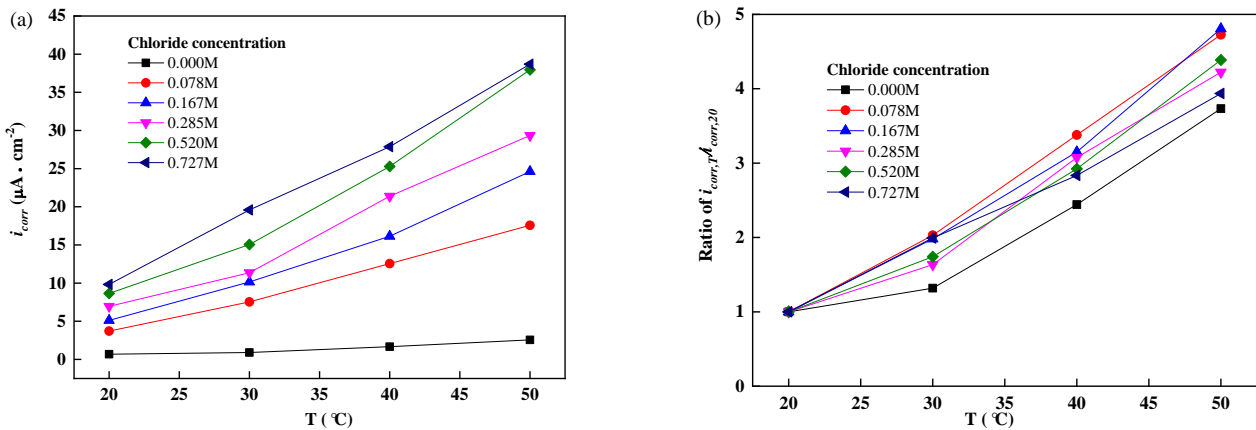 (a)
45
40
35
30
25
20
15
10
5
0
i_corr (μA • cm⁻²)
Chloride concentration
0.000M
0.078M
0.167M
0.285M
0.520M
0.727M
20 25 30 35 40 45 50
T (℃)
(b)
5
4
3
2
1
0
Ratio of i_corr,T/i_corr,20
Chloride concentration
0.000M
0.078M
0.167M
0.285M
0.520M
0.727M
20 25 30 35 40 45 50
T (℃)